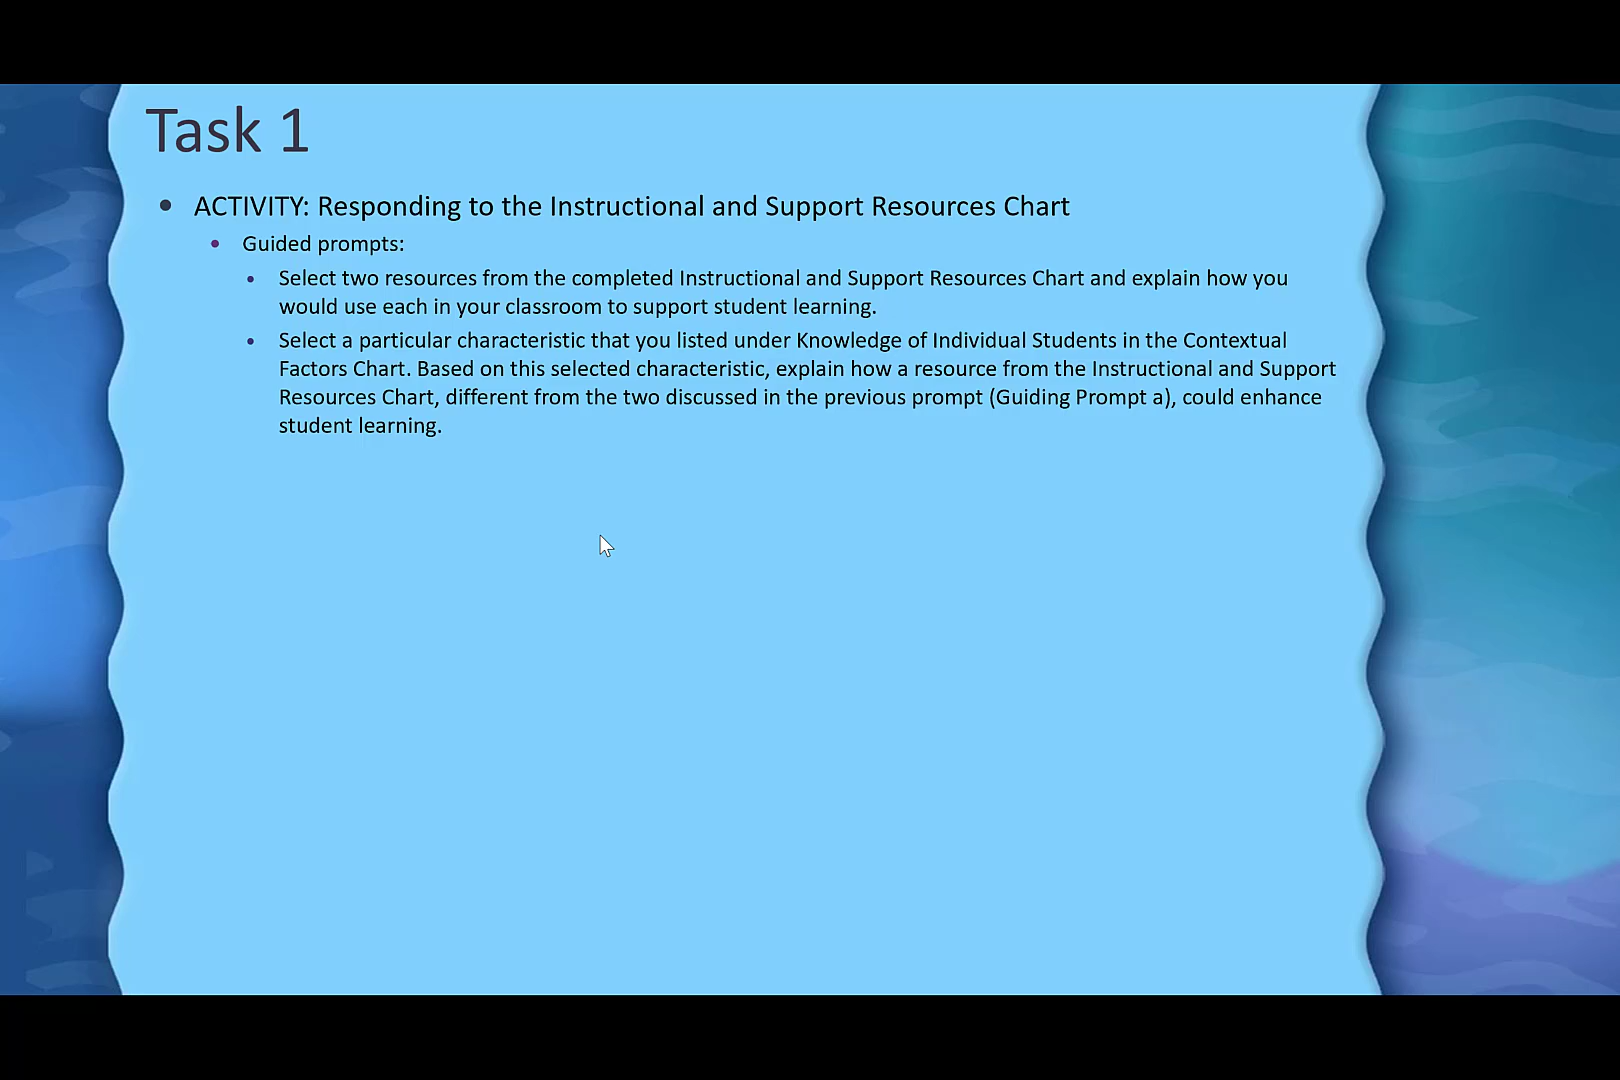 Task 1
ACTIVITY: Responding to the Instructional and Support Resources Chart
Guided prompts:
Select two resources from the completed Instructional and Support Resources Chart and explain how you
would use each in your classroom to support student learning.
Select a particular characteristic that you listed under Knowledge of Individual Students in the Contextual
Factors Chart. Based on this selected characteristic, explain how a resource from the Instructional and Support
Resources Chart, different from the two discussed in the previous prompt (Guiding Prompt a), could enhance
student learning.